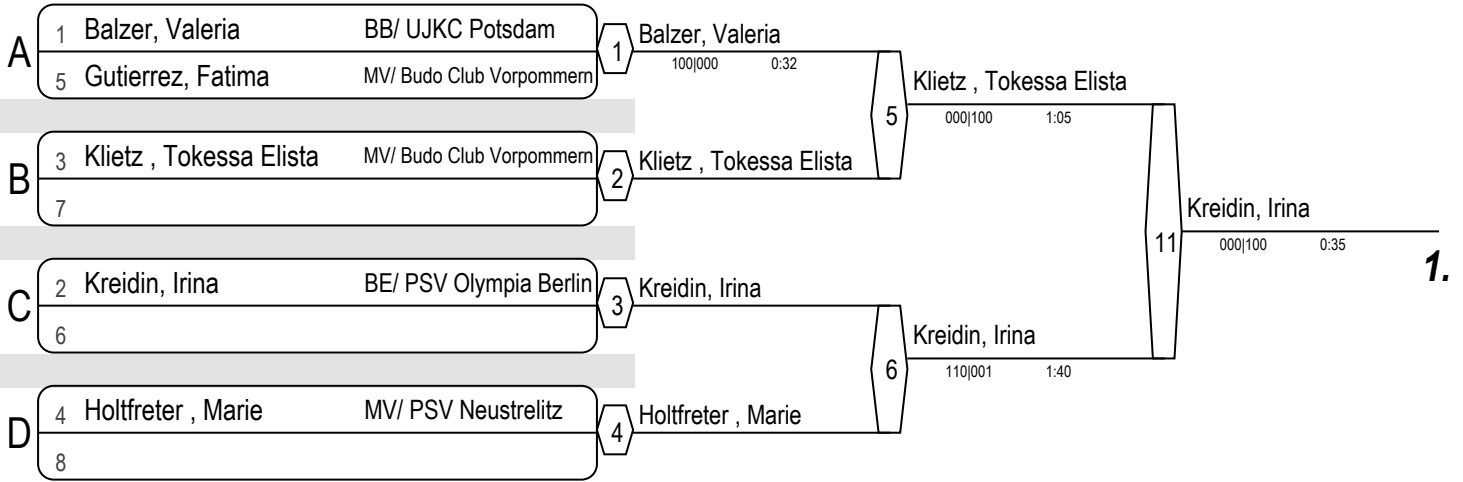 A
1 Balzer, Valeria BB/ UJKC Potsdam
5 Gutierrez, Fatima MV/ Budo Club Vorpommern
1
Balzer, Valeria
100|000 0:32
B
3 Klietz , Tokessa Elista MV/ Budo Club Vorpommern
7
2
Klietz , Tokessa Elista
5
Klietz , Tokessa Elista
000|100 1:05
C
2 Kreidin, Irina BE/ PSV Olympia Berlin
6
3
Kreidin, Irina
D
4 Holtfreter , Marie MV/ PSV Neustrelitz
8
4
Holtfreter , Marie
6
Kreidin, Irina
110|001 1:40
11
Kreidin, Irina
000|100 0:35
1.